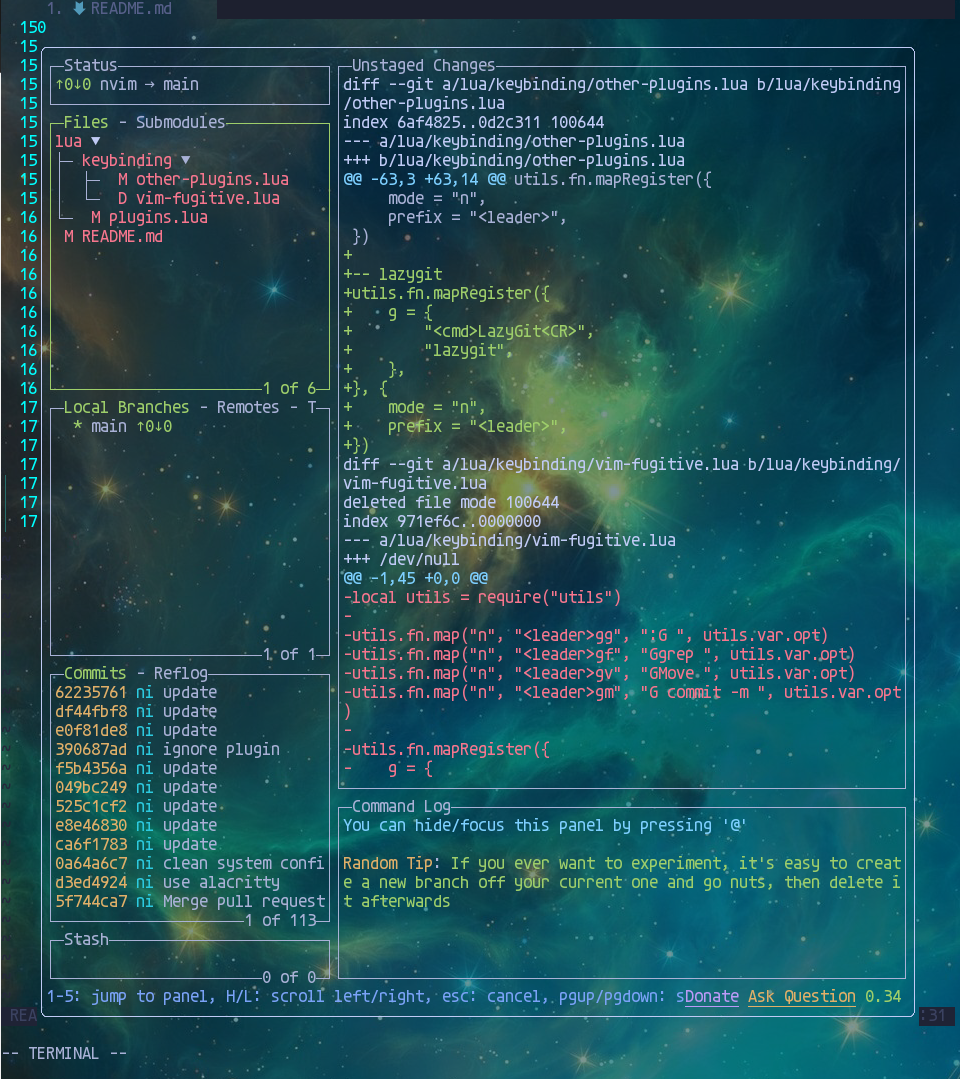 1. README.md
150
15
Status
15
↑0↓0 nvim → main
15
15
Files - Submodules
15
lua ▼
15
keybinding ▼
15
M other-plugins.lua
15
D vim-fugitive.lua
15
M plugins.lua
16
M README.md
16
16
16
16
16
16
16
16
1 of 6
16
Local Branches - Remotes - T
17
* main ↑0↓0
17
17
17
17
17
17
1 of 1
Commits - Reflog
62235761 ni update
df44fbf8 ni update
e0f81de8 ni update
390687ad ni ignore plugin
f5b4356a ni update
049bc249 ni update
525c1cf2 ni update
e8e46830 ni update
ca6f1783 ni update
0a64a6c7 ni clean system confi
d3ed4924 ni use alacritty
5f744ca7 ni Merge pull request
1 of 113
Stash
0 of 0
Unstaged Changes
diff --git a/lua/keybinding/other-plugins.lua b/lua/keybinding
/other-plugins.lua
index 6af4825..0d2c311 100644
--- a/lua/keybinding/other-plugins.lua
+++ b/lua/keybinding/other-plugins.lua
@@ -63,3 +63,14 @@ utils.fn.mapRegister({
     mode = "n",
     prefix = "<leader>",
 })
+
+-- lazygit
+utils.fn.mapRegister({
+    g = {
+        "<cmd>LazyGit<CR>",
+        "lazygit",
+    },
+}, {
+    mode = "n",
+    prefix = "<leader>",
+})
diff --git a/lua/keybinding/vim-fugitive.lua b/lua/keybinding/
vim-fugitive.lua
deleted file mode 100644
index 971ef6c..0000000
--- a/lua/keybinding/vim-fugitive.lua
+++ /dev/null
@@ -1,45 +0,0 @@
-local utils = require("utils")
-
-utils.fn.map("n", "<leader>gg", ":G ", utils.var.opt)
-utils.fn.map("n", "<leader>gf", "Ggrep ", utils.var.opt)
-utils.fn.map("n", "<leader>gv", "GMove ", utils.var.opt)
-utils.fn.map("n", "<leader>gm", "G commit -m ", utils.var.opt
)
-
-utils.fn.mapRegister({
-    g = {
Command Log
You can hide/focus this panel by pressing '@'
Random Tip: If you ever want to experiment, it's easy to creat
e a new branch off your current one and go nuts, then delete i
t afterwards
1-5: jump to panel, H/L: scroll left/right, esc: cancel, pgup/pgdown: sDonate Ask Question 0.34
REA :31
-- TERMINAL --